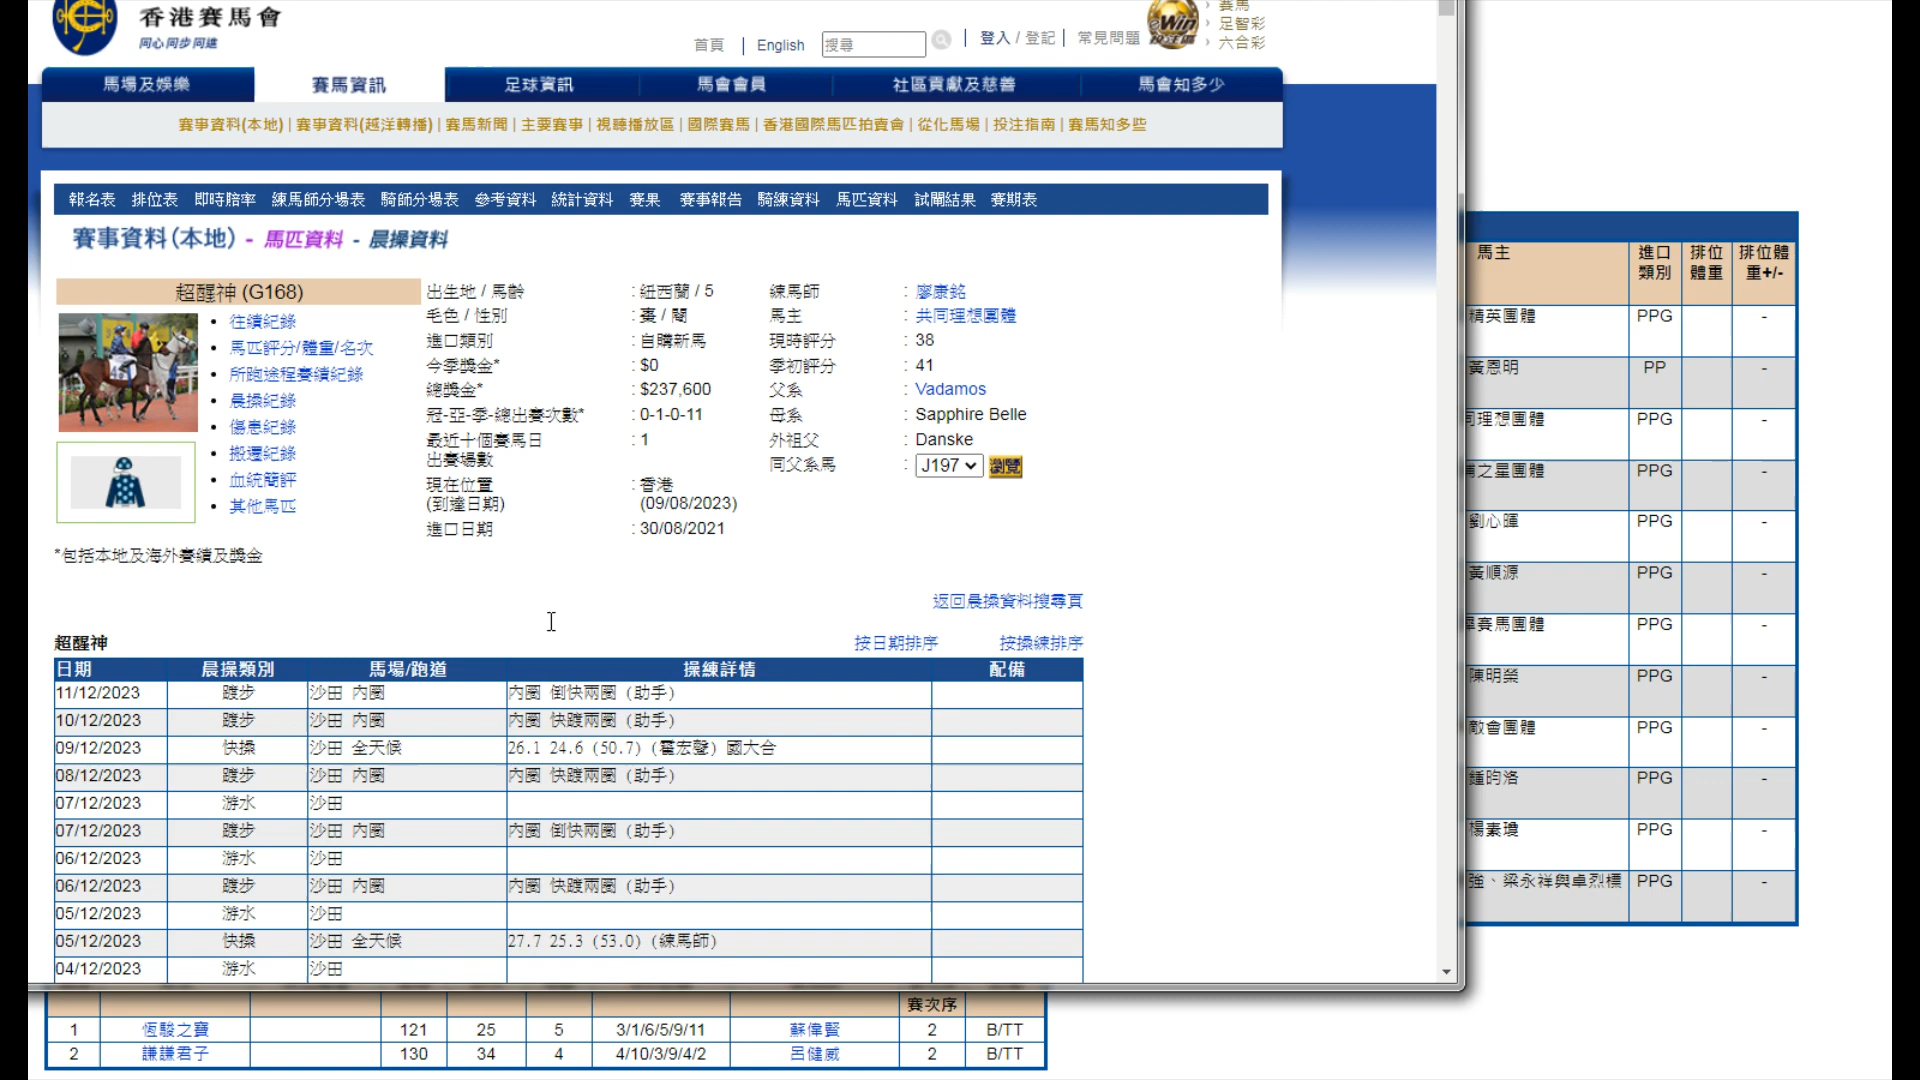 香港賽馬會
同心同步同進
首頁 | English 搜尋 登入 / 登記 | 常見問題
eWin
賽馬
足智彩
六合彩
馬場及娛樂 賽馬資訊 足球資訊 馬會會員 社區貢獻及慈善 馬會知多少
賽事資料(本地) | 賽事資料(越洋轉播) | 賽馬新聞 | 主要賽事 | 視聽播放區 | 國際賽馬 | 香港國際馬匹拍賣會 | 從化馬場 | 投注指南 | 賽馬知多些
報名表 排位表 即時賠率 練馬師分場表 騎師分場表 參考資料 統計資料 賽果 賽事報告 騎練資料 馬匹資料 試閘結果 賽期表
賽事資料(本地) - 馬匹資料 - 晨操資料
超醒神 (G168)
• 往績紀錄
• 馬匹評分/體重/名次
• 所跑途程賽績紀錄
• 晨操紀錄
• 傷患紀錄
• 搬遷紀錄
• 血統簡評
• 其他馬匹
出生地 / 馬齡 : 紐西蘭 / 5
毛色 / 性別 : 棗 / 閹
進口類別 : 自購新馬
今季獎金* : $0
總獎金* : $237,600
冠-亞-季-總出賽次數* : 0-1-0-11
最近十個賽馬日 : 1
出賽場數
現在位置 : 香港
(到達日期) (09/08/2023)
進口日期 : 30/08/2021
練馬師 : 廖康銘
馬主 : 共同理想團體
現時評分 : 38
季初評分 : 41
父系 : Vadamos
母系 : Sapphire Belle
外祖父 : Danske
同父系馬 : J197 瀏覽
*包括本地及海外賽績及獎金
返回晨操資料搜尋頁
超醒神 按日期排序 按操練排序
日期 晨操類別 馬場/跑道 操練詳情 配備
11/12/2023 踱步 沙田 內圈 內圈 倒快兩圈 (助手)
10/12/2023 踱步 沙田 內圈 內圈 快踱兩圈 (助手)
09/12/2023 快操 沙田 全天候 26.1 24.6 (50.7) (霍宏聲) 國大合
08/12/2023 踱步 沙田 內圈 內圈 快踱兩圈 (助手)
07/12/2023 游水 沙田
07/12/2023 踱步 沙田 內圈 內圈 倒快兩圈 (助手)
06/12/2023 游水 沙田
06/12/2023 踱步 沙田 內圈 內圈 快踱兩圈 (助手)
05/12/2023 游水 沙田
05/12/2023 快操 沙田 全天候 27.7 25.3 (53.0) (練馬師)
04/12/2023 游水 沙田
馬主 進口類別 排位體重 排位體重+/-
精英團體 PPG -
黃恩明 PP -
同理想團體 PPG -
之星團體 PPG -
劉心暉 PPG -
黃順源 PPG -
賽馬團體 PPG -
陳明榮 PPG -
敵會團體 PPG -
鍾昀洛 PPG -
楊素瓊 PPG -
強、梁永祥與卓烈標 PPG -
賽次序
1 恆駿之寶 121 25 5 3/1/6/5/9/11 蘇偉賢 2 B/TT
2 謙謙君子 130 34 4 4/10/3/9/4/2 呂健威 2 B/TT